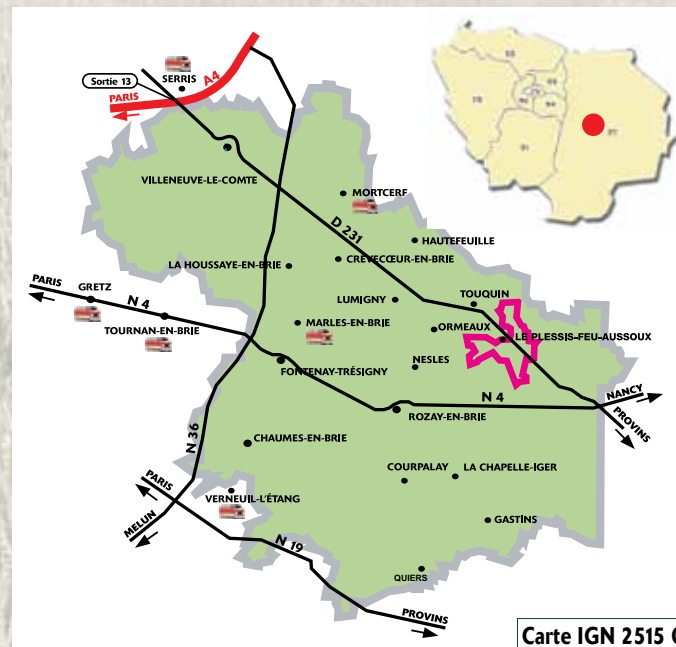 Sortie 13
SERRIS
A4
PARIS
VILLENEUVE-LE-COMTE
MORTCERF
D 231
HAUTEFEUILLE
CRÈVECŒUR-EN-BRIE
LA HOUSSAYE-EN-BRIE
PARIS
GRETZ
N 4
TOURNAN-EN-BRIE
LUMIGNY
TOUQUIN
MARLES-EN-BRIE
ORMEAUX
LE PLESSIS-FEU-AUSSOUX
NESLES
FONTENAY-TRÉSIGNY
N 4
NANCY
PROVINS
ROZAY-EN-BRIE
N 36
CHAUMES-EN-BRIE
PARIS
COURPALAY
LA CHAPELLE-IGER
VERNEUIL-L'ÉTANG
MELUN
GASTINS
N 19
QUIERS
PROVINS
Carte IGN 2515